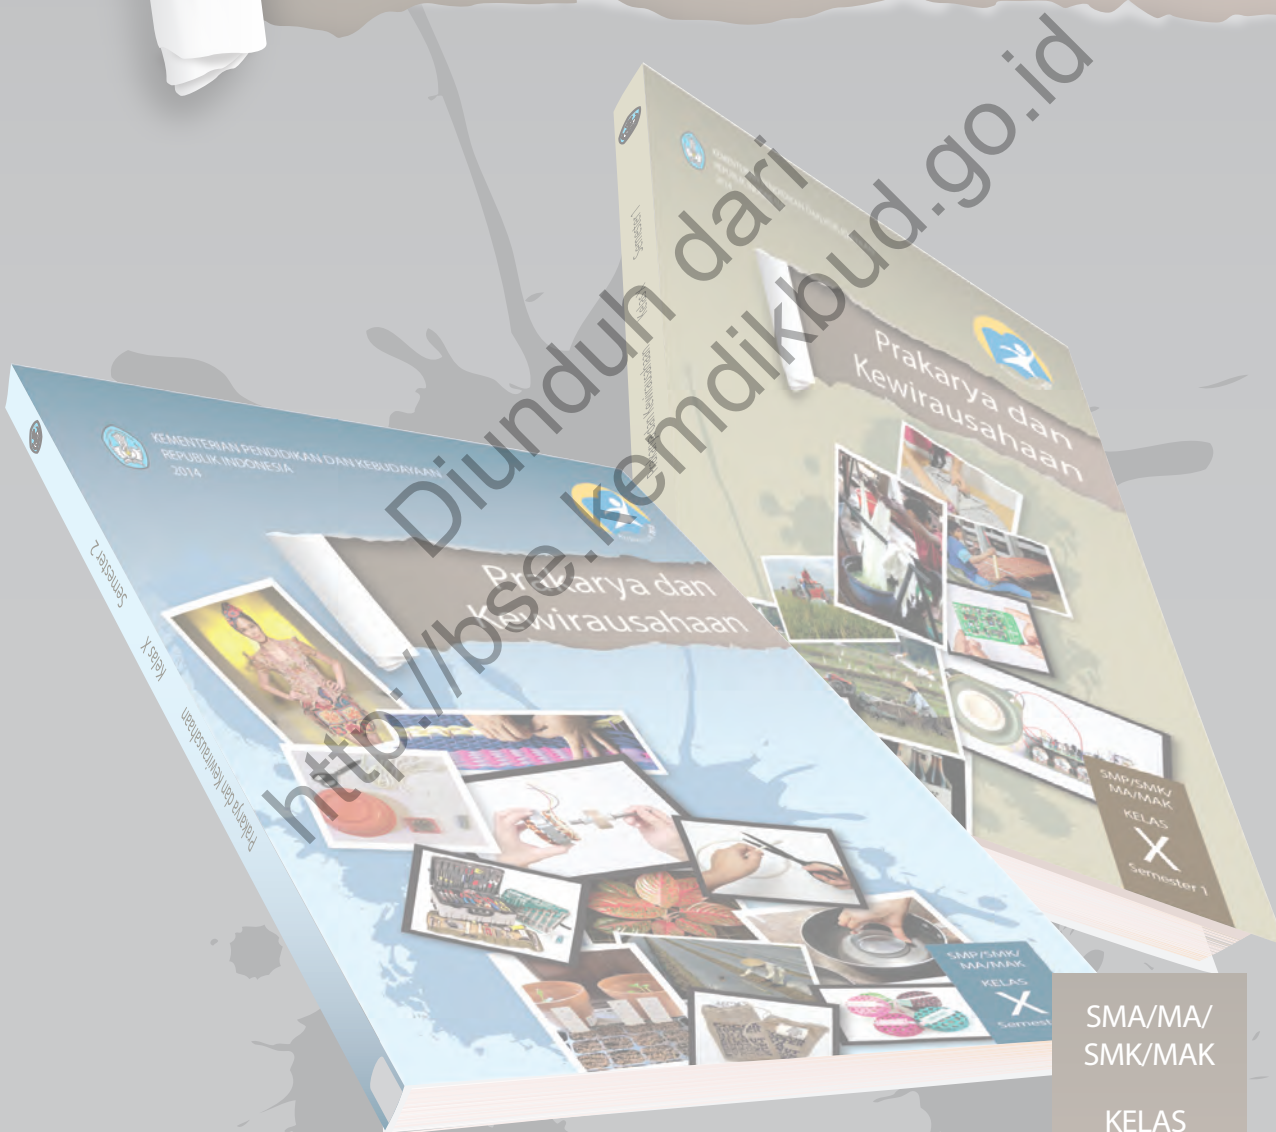 Diunduh dari
http://bse.kemdikbud.go.id
Prakarya dan
Kewirausahaan
SMP/SMK/
MA/MAK
KELAS
X
Semester 1
KEMENTERIAN PENDIDIKAN DAN KEBUDAYAAN
REPUBLIK INDONESIA
2014
Prakarya dan
Kewirausahaan
Prakarya dan Kewirausahaan Kelas X Semester 2
SMP/SMK/
MA/MAK
KELAS
X
SMA/MA/
SMK/MAK
KELAS